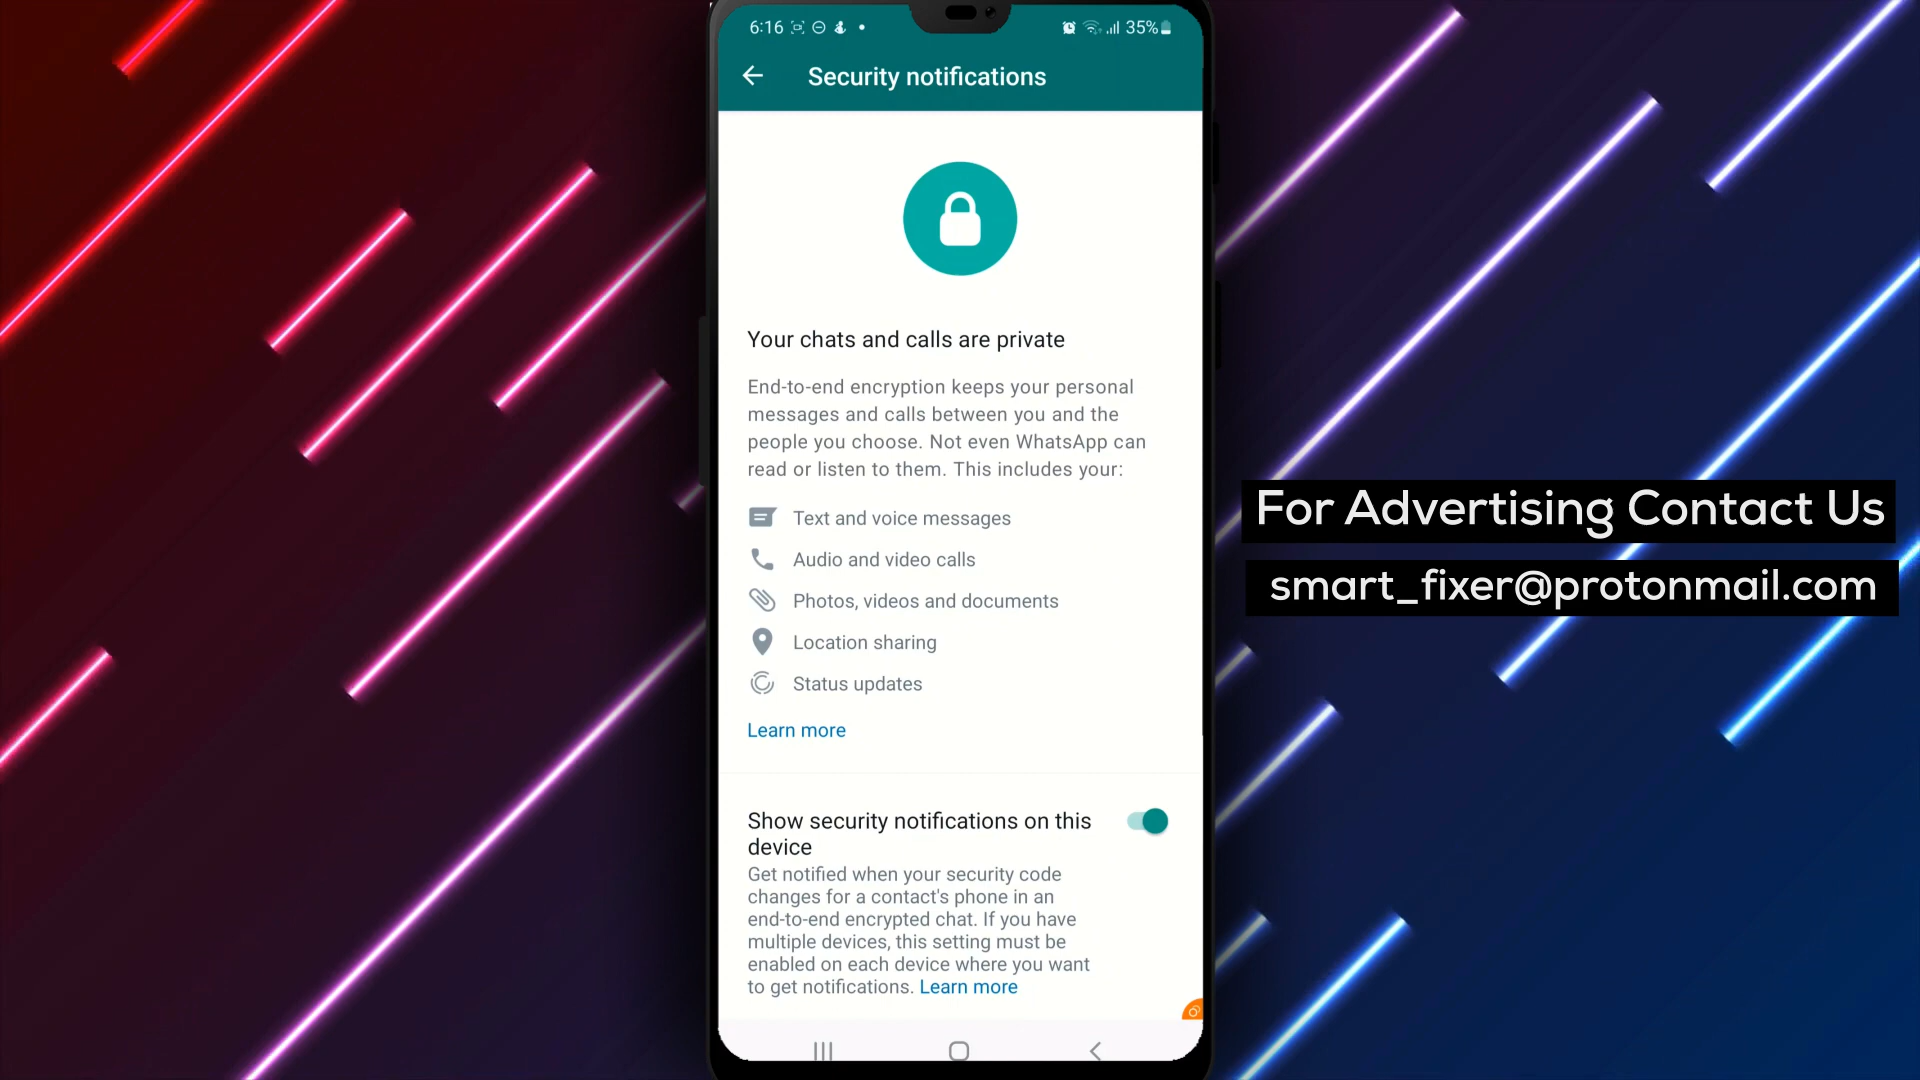 6:16
35%
Security notifications
Your chats and calls are private
End-to-end encryption keeps your personal
messages and calls between you and the
people you choose. Not even WhatsApp can
read or listen to them. This includes your:
Text and voice messages
Audio and video calls
Photos, videos and documents
Location sharing
Status updates
Learn more
Show security notifications on this
device
Get notified when your security code
changes for a contact's phone in an
end-to-end encrypted chat. If you have
multiple devices, this setting must be
enabled on each device where you want
to get notifications. Learn more
For Advertising Contact Us
smart_fixer@protonmail.com